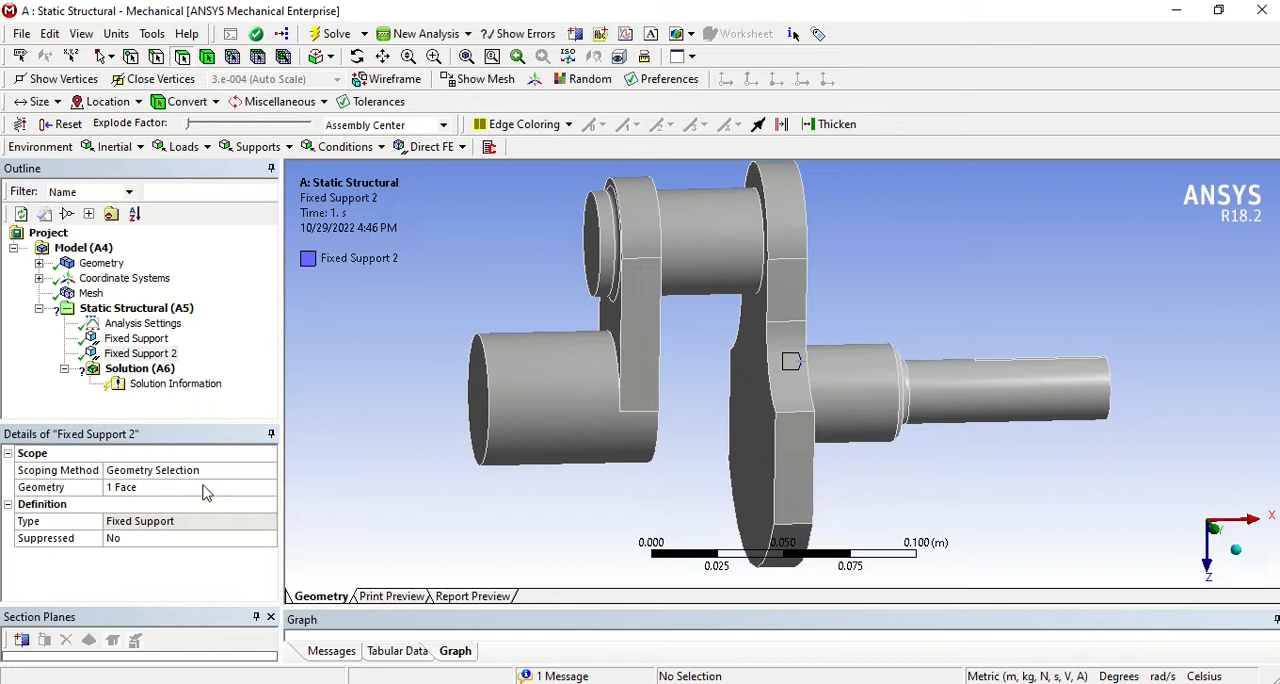 A : Static Structural - Mechanical [ANSYS Mechanical Enterprise]
File Edit View Units Tools Help Solve New Analysis Show Errors Worksheet
Show Vertices Close Vertices 3.e-004 (Auto Scale) Wireframe Show Mesh Random Preferences
Size Location Convert Miscellaneous Tolerances
Reset Explode Factor: Assembly Center Edge Coloring Thicken
Environment Inertial Loads Supports Conditions Direct FE
Outline
Filter: Name
Project
Model (A4)
Geometry
Coordinate Systems
Mesh
Static Structural (A5)
Analysis Settings
Fixed Support
Fixed Support 2
Solution (A6)
Solution Information
Details of "Fixed Support 2"
Scope
Scoping Method Geometry Selection
Geometry 1 Face
Definition
Type Fixed Support
Suppressed No
Section Planes
A: Static Structural
Fixed Support 2
Time: 1. s
10/29/2022 4:46 PM
Fixed Support 2
ANSYS
R18.2
0.000 0.050 0.100 (m)
0.025 0.075
X
Y
Z
Geometry Print Preview Report Preview
Graph
Messages Tabular Data Graph
1 Message No Selection Metric (m, kg, N, s, V, A) Degrees rad/s Celsius